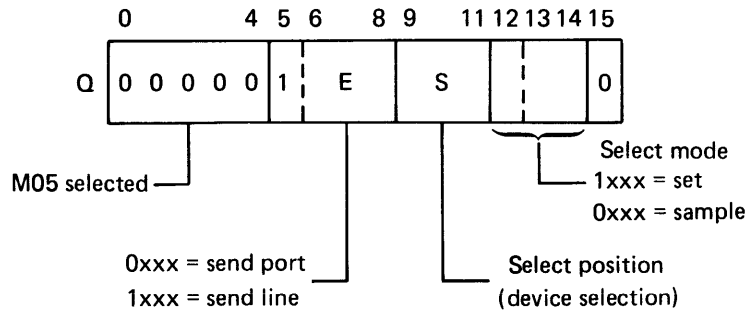 0 4 5 6 8 9 11 12 13 14 15
Q 0 0 0 0 0 1 E S 0
M05 selected
Select mode
1xxx = set
0xxx = sample
0xxx = send port
1xxx = send line
Select position
(device selection)